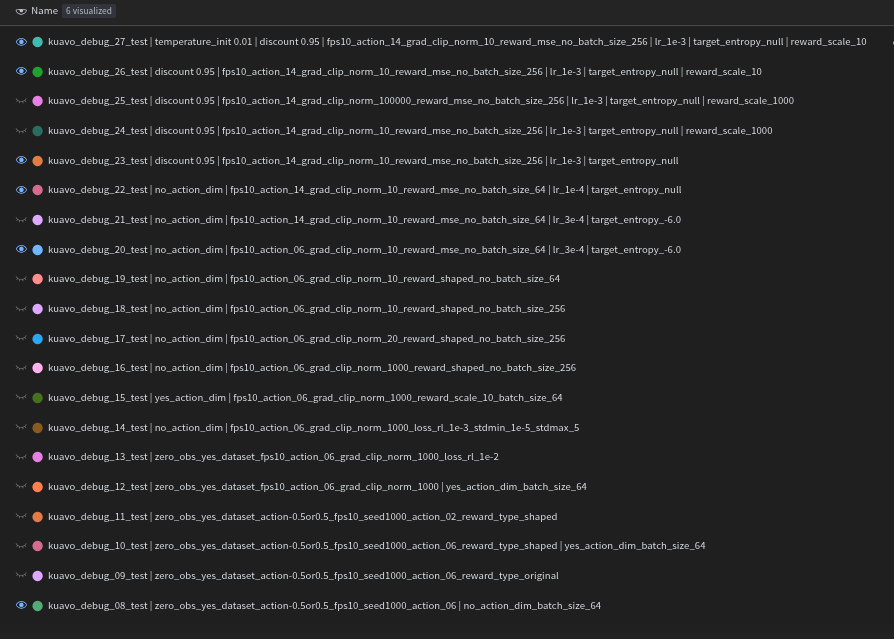 Name 6 visualized
kuavo_debug_27_test | temperature_init 0.01 | discount 0.95 | fps10_action_14_grad_clip_norm_10_reward_mse_no_batch_size_256 | lr_1e-3 | target_entropy_null | reward_scale_10
kuavo_debug_26_test | discount 0.95 | fps10_action_14_grad_clip_norm_10_reward_mse_no_batch_size_256 | lr_1e-3 | target_entropy_null | reward_scale_10
kuavo_debug_25_test | discount 0.95 | fps10_action_14_grad_clip_norm_100000_reward_mse_no_batch_size_256 | lr_1e-3 | target_entropy_null | reward_scale_1000
kuavo_debug_24_test | discount 0.95 | fps10_action_14_grad_clip_norm_10_reward_mse_no_batch_size_256 | lr_1e-3 | target_entropy_null | reward_scale_1000
kuavo_debug_23_test | discount 0.95 | fps10_action_14_grad_clip_norm_10_reward_mse_no_batch_size_256 | lr_1e-3 | target_entropy_null
kuavo_debug_22_test | no_action_dim | fps10_action_14_grad_clip_norm_10_reward_mse_no_batch_size_64 | lr_1e-4 | target_entropy_null
kuavo_debug_21_test | no_action_dim | fps10_action_14_grad_clip_norm_10_reward_mse_no_batch_size_64 | lr_3e-4 | target_entropy_-6.0
kuavo_debug_20_test | no_action_dim | fps10_action_06_grad_clip_norm_10_reward_mse_no_batch_size_64 | lr_3e-4 | target_entropy_-6.0
kuavo_debug_19_test | no_action_dim | fps10_action_06_grad_clip_norm_10_reward_shaped_no_batch_size_64
kuavo_debug_18_test | no_action_dim | fps10_action_06_grad_clip_norm_10_reward_shaped_no_batch_size_256
kuavo_debug_17_test | no_action_dim | fps10_action_06_grad_clip_norm_20_reward_shaped_no_batch_size_256
kuavo_debug_16_test | no_action_dim | fps10_action_06_grad_clip_norm_1000_reward_shaped_no_batch_size_256
kuavo_debug_15_test | yes_action_dim | fps10_action_06_grad_clip_norm_1000_reward_scale_10_batch_size_64
kuavo_debug_14_test | no_action_dim | fps10_action_06_grad_clip_norm_1000_loss_rl_1e-3_stdmin_1e-5_stdmax_5
kuavo_debug_13_test | zero_obs_yes_dataset_fps10_action_06_grad_clip_norm_1000_loss_rl_1e-2
kuavo_debug_12_test | zero_obs_yes_dataset_fps10_action_06_grad_clip_norm_1000 | yes_action_dim_batch_size_64
kuavo_debug_11_test | zero_obs_yes_dataset_action-0.5or0.5_fps10_seed1000_action_02_reward_type_shaped
kuavo_debug_10_test | zero_obs_yes_dataset_action-0.5or0.5_fps10_seed1000_action_06_reward_type_shaped | yes_action_dim_batch_size_64
kuavo_debug_09_test | zero_obs_yes_dataset_action-0.5or0.5_fps10_seed1000_action_06_reward_type_original
kuavo_debug_08_test | zero_obs_yes_dataset_action-0.5or0.5_fps10_seed1000_action_06 | no_action_dim_batch_size_64